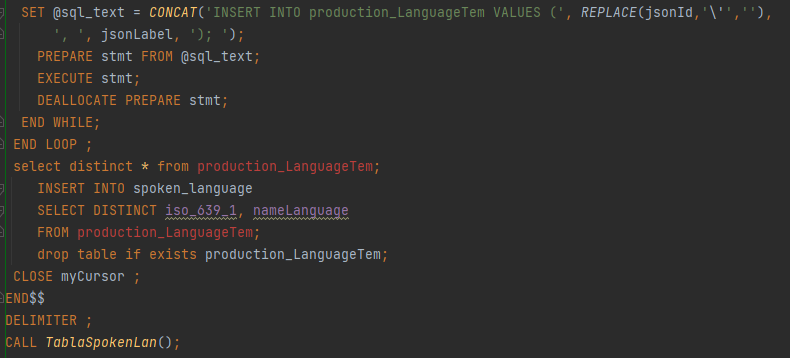 SET @sql_text = CONCAT('INSERT INTO production_LanguageTem VALUES (', REPLACE(jsonId,'\'',''),
', ', jsonLabel, '); ');
PREPARE stmt FROM @sql_text;
EXECUTE stmt;
DEALLOCATE PREPARE stmt;
END WHILE;
END LOOP ;
select distinct * from production_LanguageTem;
INSERT INTO spoken_language
SELECT DISTINCT iso_639_1, nameLanguage
FROM production_LanguageTem;
drop table if exists production_LanguageTem;
CLOSE myCursor ;
END$$
DELIMITER ;
CALL TablaSpokenLan();